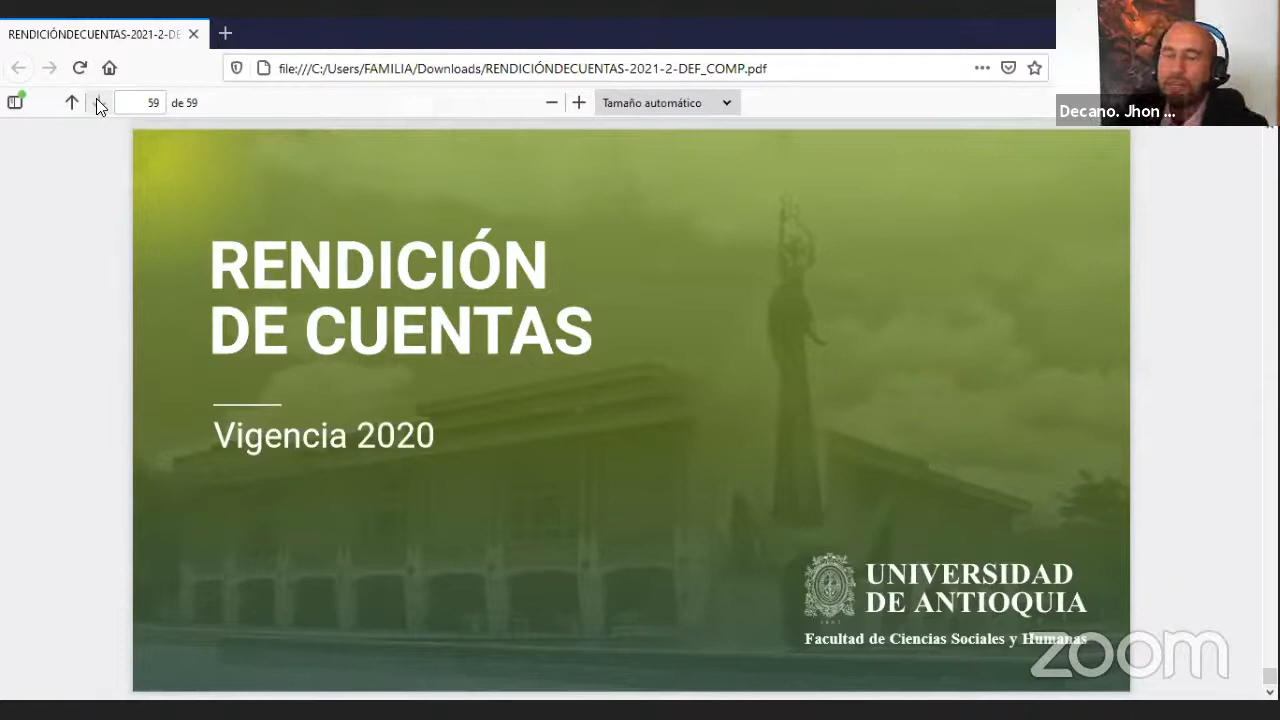 RENDICIÓNDECUENTAS-2021-2-DE
file:///C:/Users/FAMILIA/Downloads/RENDICIÓNDECUENTAS-2021-2-DEF_COMP.pdf
59 de 59
Tamaño automático
Decano. Jhon ...
RENDICIÓN
DE CUENTAS
Vigencia 2020
UNIVERSIDAD
DE ANTIOQUIA
Facultad de Ciencias Sociales y Humanas
zoom